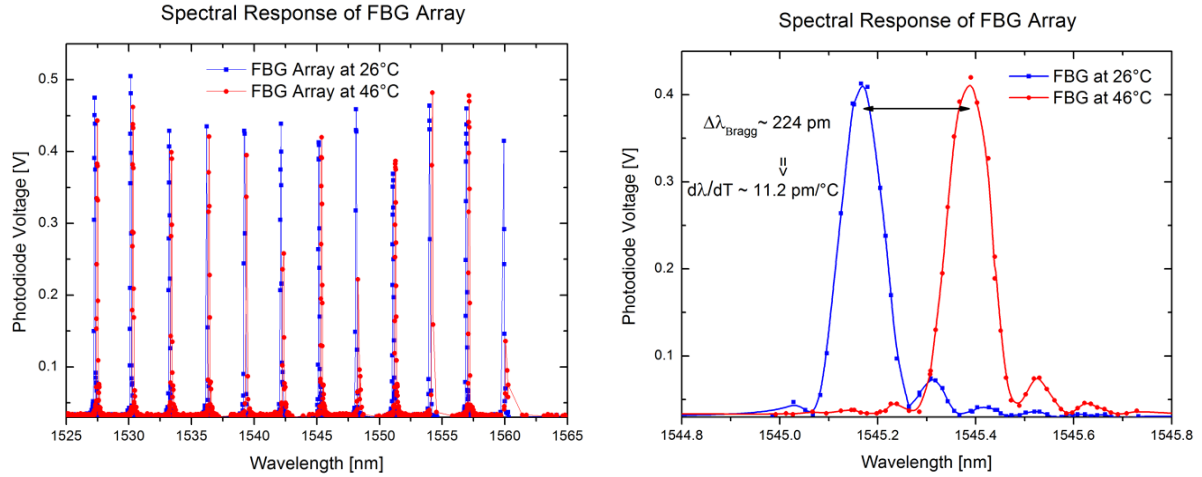 Spectral Response of FBG Array
FBG Array at 26°C
FBG Array at 46°C
Photodiode Voltage [V]
0.5
0.4
0.3
0.2
0.1
1525 1530 1535 1540 1545 1550 1555 1560 1565
Wavelength [nm]
Spectral Response of FBG Array
FBG at 26°C
FBG at 46°C
Δλ_Bragg ~ 224 pm
=>
dλ/dT ~ 11.2 pm/°C
Photodiode Voltage [V]
0.4
0.3
0.2
0.1
1544.8 1545.0 1545.2 1545.4 1545.6 1545.8
Wavelength [nm]